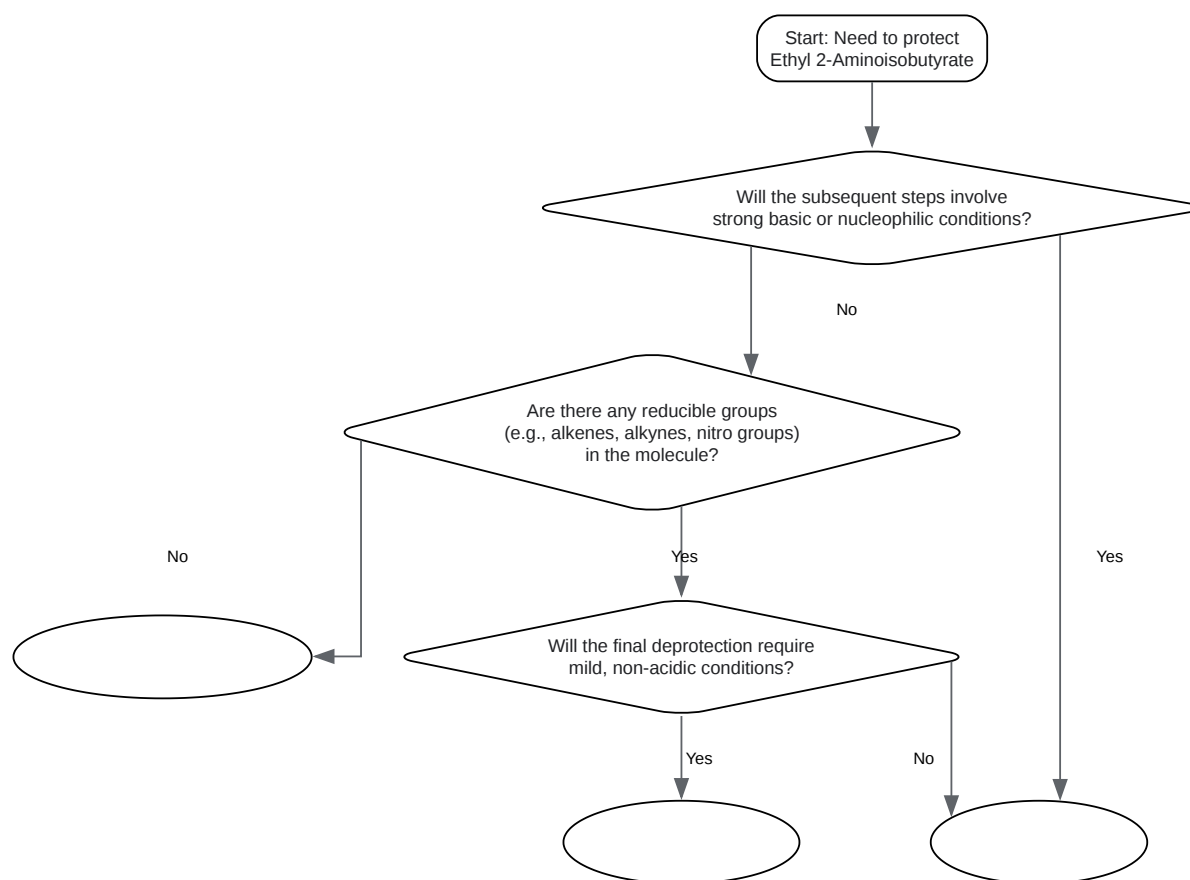 Start: Need to protect
Ethyl 2-Aminoisobutyrate
Will the subsequent steps involve
strong basic or nucleophilic conditions?
No
Are there any reducible groups
(e.g., alkenes, alkynes, nitro groups)
in the molecule?
No
Yes
Yes
Will the final deprotection require
mild, non-acidic conditions?
Yes
No